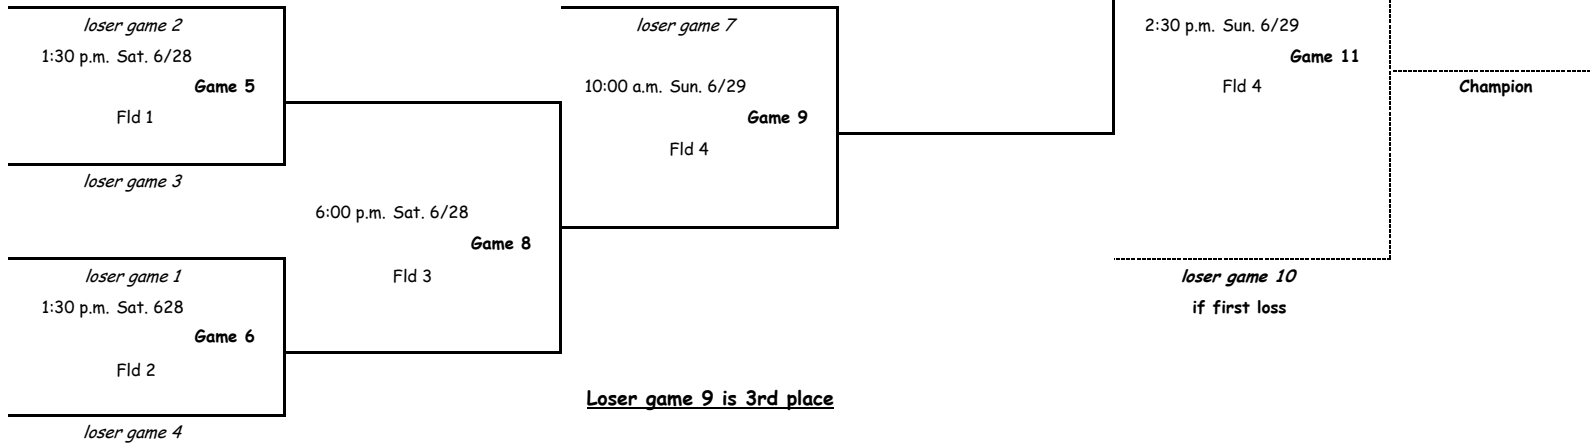 loser game 2
1:30 p.m. Sat. 6/28
Game 5
Fld 1
loser game 3
6:00 p.m. Sat. 6/28
Game 8
Fld 3
loser game 1
1:30 p.m. Sat. 628
Game 6
Fld 2
loser game 4
loser game 7
10:00 a.m. Sun. 6/29
Game 9
Fld 4
Loser game 9 is 3rd place
2:30 p.m. Sun. 6/29
Game 11
Fld 4
loser game 10
if first loss
Champion